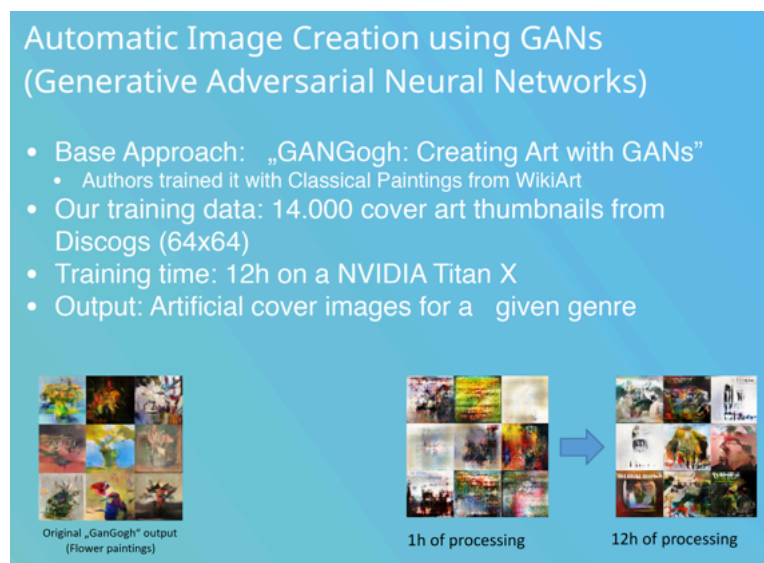 Automatic Image Creation using GANs
(Generative Adversarial Neural Networks)
• Base Approach: „GANGogh: Creating Art with GANs”
• Authors trained it with Classical Paintings from WikiArt
• Our training data: 14.000 cover art thumbnails from
Discogs (64x64)
• Training time: 12h on a NVIDIA Titan X
• Output: Artificial cover images for a given genre
Original „GanGogh" output
(Flower paintings)
1h of processing
12h of processing